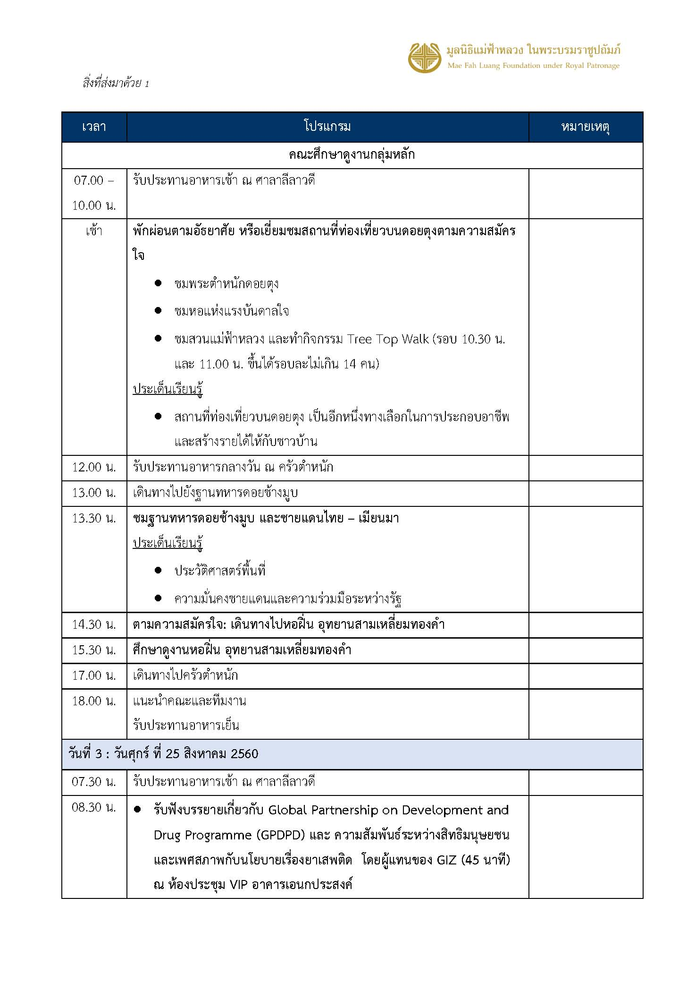 มูลนิธิแม่ฟ้าหลวง ในพระบรมราชูปถัมภ์
Mae Fah Luang Foundation under Royal Patronage
สิ่งที่ส่งมาด้วย 1
เวลา โปรแกรม หมายเหตุ
คณะศึกษาดูงานกลุ่มหลัก
07.00 – รับประทานอาหารเช้า ณ ศาลาลีลาวดี
10.00 น.
เช้า พักผ่อนตามอัธยาศัย หรือเยี่ยมชมสถานที่ท่องเที่ยวบนดอยตุงตามความสมัคร
ใจ
● ชมพระตำหนักดอยตุง
● ชมหอแห่งแรงบันดาลใจ
● ชมสวนแม่ฟ้าหลวง และทำกิจกรรม Tree Top Walk (รอบ 10.30 น.
และ 11.00 น. ขึ้นได้รอบละไม่เกิน 14 คน)
ประเด็นเรียนรู้
● สถานที่ท่องเที่ยวบนดอยตุง เป็นอีกหนึ่งทางเลือกในการประกอบอาชีพ
และสร้างรายได้ให้กับชาวบ้าน
12.00 น. รับประทานอาหารกลางวัน ณ ครัวตำหนัก
13.00 น. เดินทางไปยังฐานทหารดอยช้างมูบ
13.30 น. ชมฐานทหารดอยช้างมูบ และชายแดนไทย – เมียนมา
ประเด็นเรียนรู้
● ประวัติศาสตร์พื้นที่
● ความมั่นคงชายแดนและความร่วมมือระหว่างรัฐ
14.30 น. ตามความสมัครใจ: เดินทางไปหอฝิ่น อุทยานสามเหลี่ยมทองคำ
15.30 น. ศึกษาดูงานหอฝิ่น อุทยานสามเหลี่ยมทองคำ
17.00 น. เดินทางไปครัวตำหนัก
18.00 น. แนะนำคณะและทีมงาน
รับประทานอาหารเย็น
วันที่ 3 : วันศุกร์ ที่ 25 สิงหาคม 2560
07.30 น. รับประทานอาหารเช้า ณ ศาลาลีลาวดี
08.30 น. ● รับฟังบรรยายเกี่ยวกับ Global Partnership on Development and
Drug Programme (GPDPD) และ ความสัมพันธ์ระหว่างสิทธิมนุษยชน
และเพศสภาพกับนโยบายเรื่องยาเสพติด โดยผู้แทนของ GIZ (45 นาที)
ณ ห้องประชุม VIP อาคารเอนกประสงค์